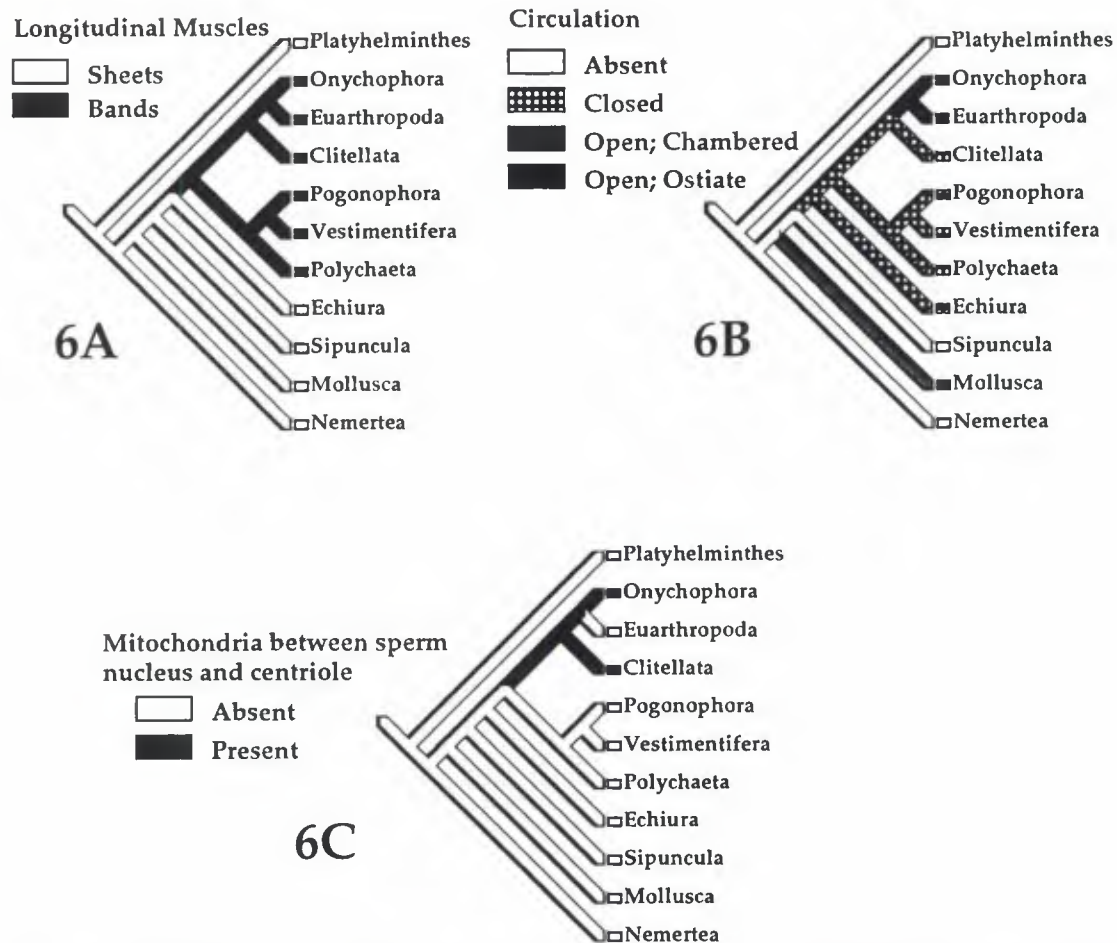 Longitudinal Muscles
Sheets
Bands
Platyhelminthes
Onychophora
Euarthropoda
Clitellata
Pogonophora
Vestimentifera
Polychaeta
Echiura
Sipuncula
Mollusca
Nemertea
6A
Circulation
Absent
Closed
Open; Chambered
Open; Ostiate
Platyhelminthes
Onychophora
Euarthropoda
Clitellata
Pogonophora
Vestimentifera
Polychaeta
Echiura
Sipuncula
Mollusca
Nemertea
6B
Mitochondria between sperm
nucleus and centriole
Absent
Present
Platyhelminthes
Onychophora
Euarthropoda
Clitellata
Pogonophora
Vestimentifera
Polychaeta
Echiura
Sipuncula
Mollusca
Nemertea
6C